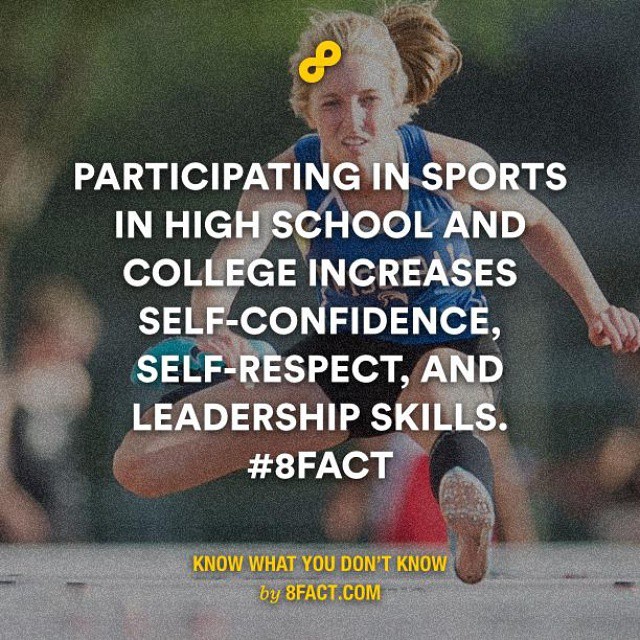 PARTICIPATING IN SPORTS
IN HIGH SCHOOL AND
COLLEGE INCREASES
SELF-CONFIDENCE,
SELF-RESPECT, AND
LEADERSHIP SKILLS.
#8FACT
KNOW WHAT YOU DON'T KNOW
by 8FACT.COM